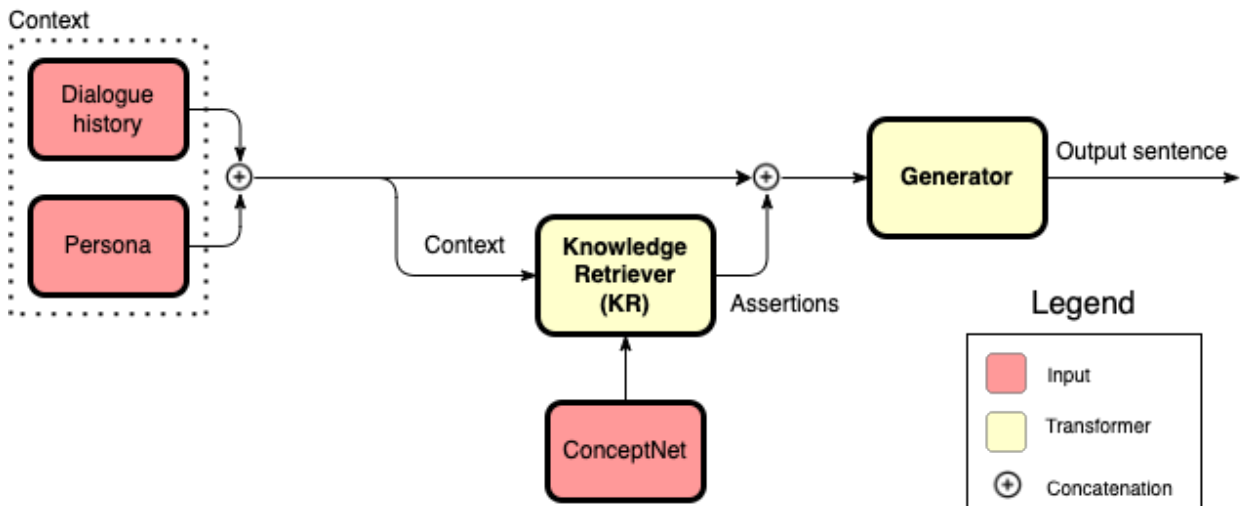 Context
Dialogue
history
Persona
Context
Knowledge
Retriever
(KR)
Assertions
ConceptNet
Generator
Output sentence
Legend
Input
Transformer
Concatenation